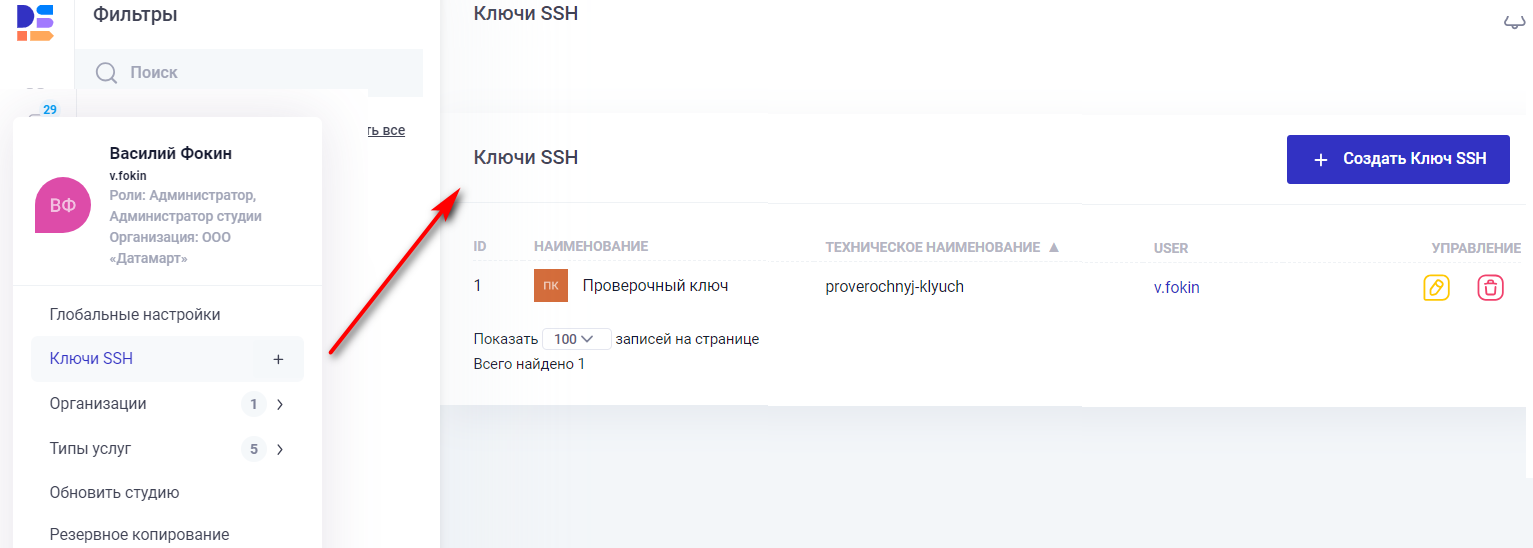 Фильтры
Поиск
29
ть все
Василий Фокин
v.fokin
ВФ
Роли: Администратор,
Администратор студии
Организация: ООО
«Датамарт»
Глобальные настройки
Ключи SSH +
Организации 1
Типы услуг 5
Обновить студию
Резервное копирование
Ключи SSH
Ключи SSH
+ Создать Ключ SSH
ID НАИМЕНОВАНИЕ ТЕХНИЧЕСКОЕ НАИМЕНОВАНИЕ ▲ USER УПРАВЛЕНИЕ
1 ПК Проверочный ключ proverochnyj-klyuch v.fokin
Показать 100 записей на странице
Всего найдено 1